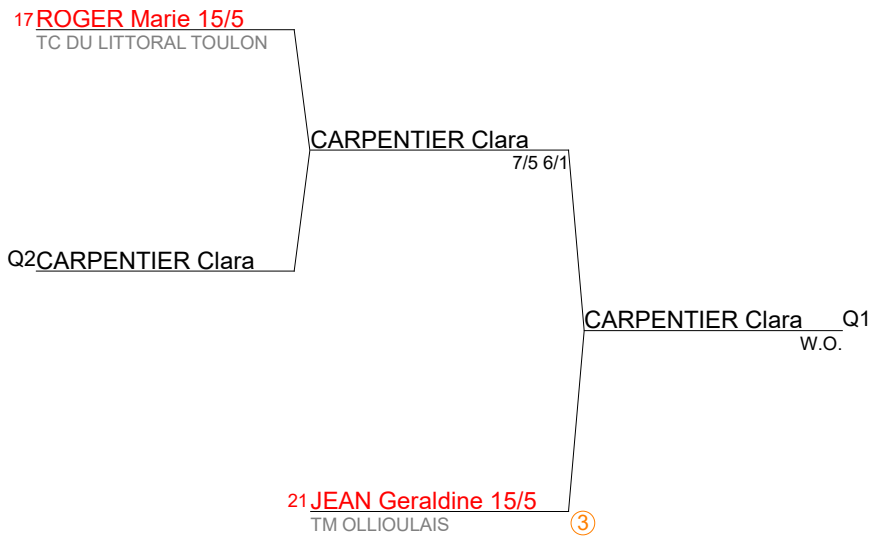 17 ROGER Marie 15/5
TC DU LITTORAL TOULON
CARPENTIER Clara
7/5 6/1
Q2 CARPENTIER Clara
CARPENTIER Clara Q1
W.O.
21 JEAN Geraldine 15/5
TM OLLIOULAIS
3